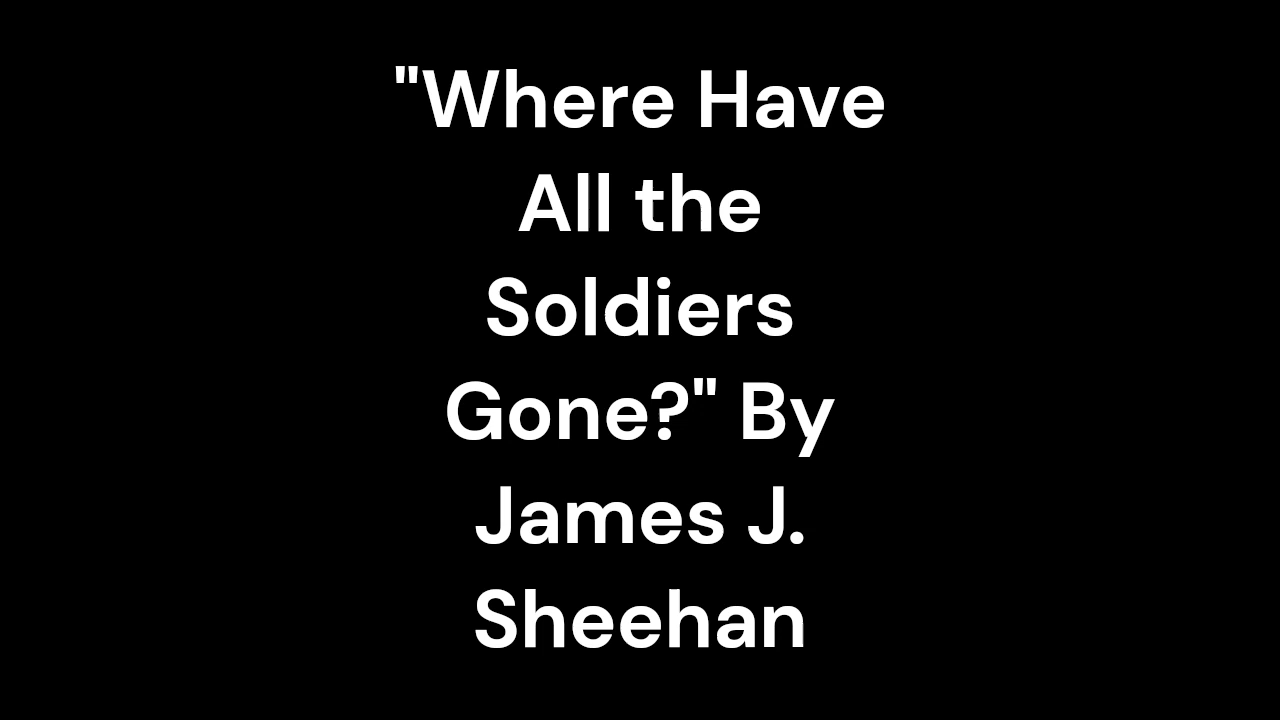 "Where Have
All the
Soldiers
Gone?" By
James J.
Sheehan